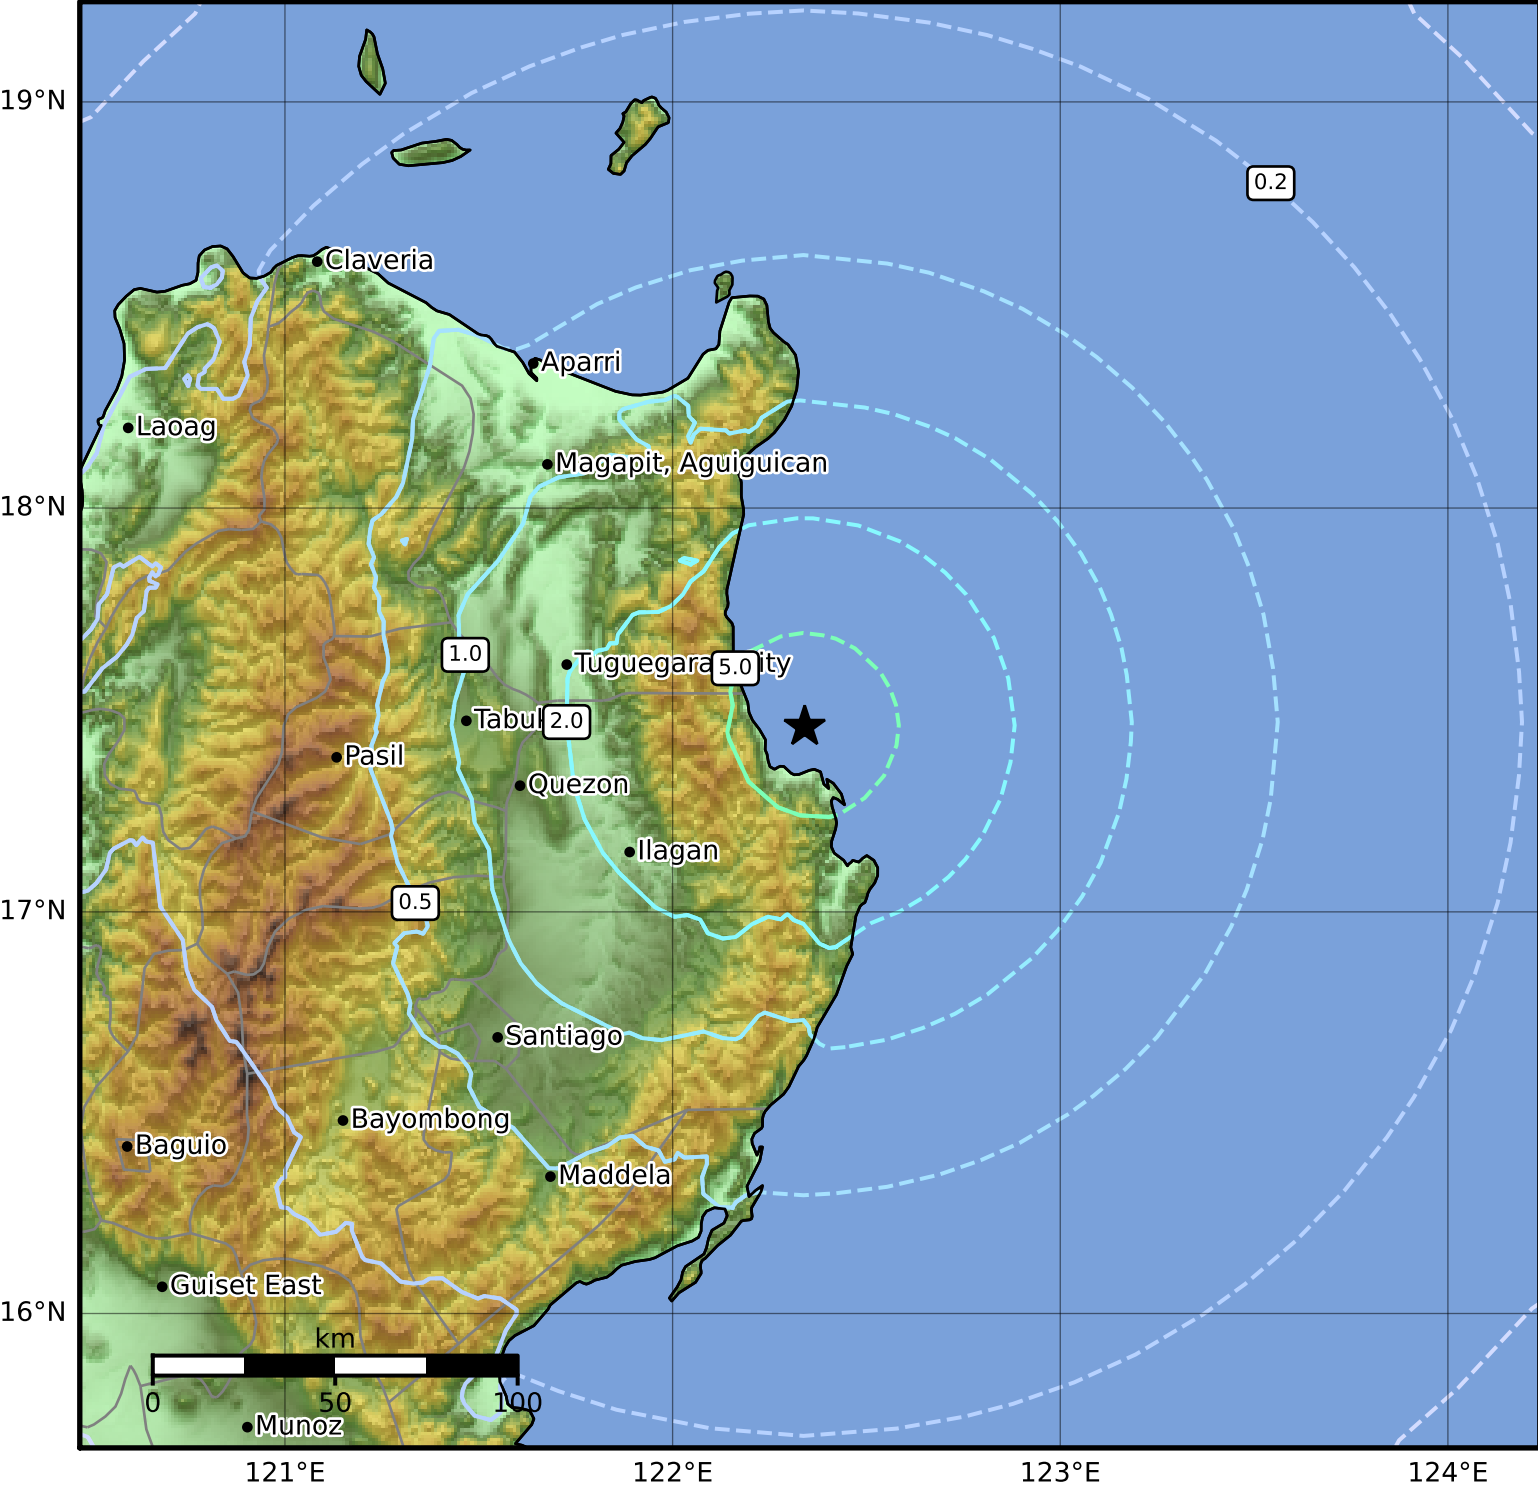 19°N
0.2
Claveria
Aparri
Laoag
Magapit, Aguiguican
18°N
1.0
Tuguegara 5.0 ity
Tabuk 2.0
Pasil
Quezon
Ilagan
0.5
17°N
Santiago
Bayombong
Baguio
Maddela
Guiset East
16°N
km
0 50 100
Munoz
121°E 122°E 123°E 124°E